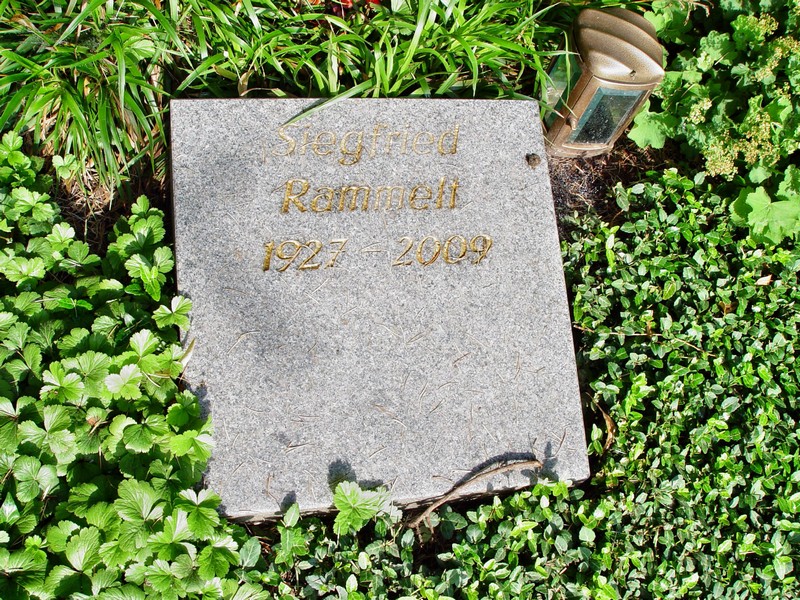 Siegfried
Rammelt
1927 - 2009